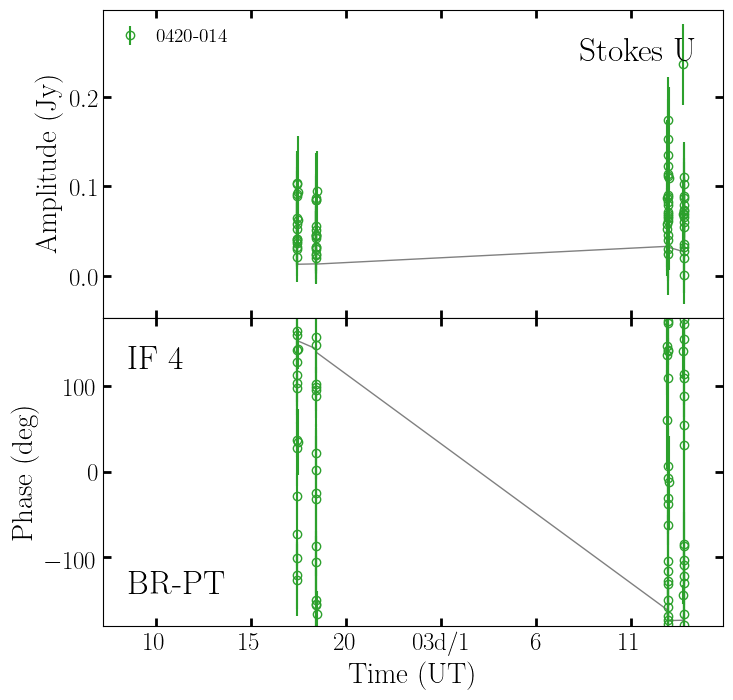 0420-014
Stokes U
Amplitude (Jy)
0.2
0.1
0.0
IF 4
BR-PT
Phase (deg)
100
0
−100
10 15 20 03d/1 6 11
Time (UT)